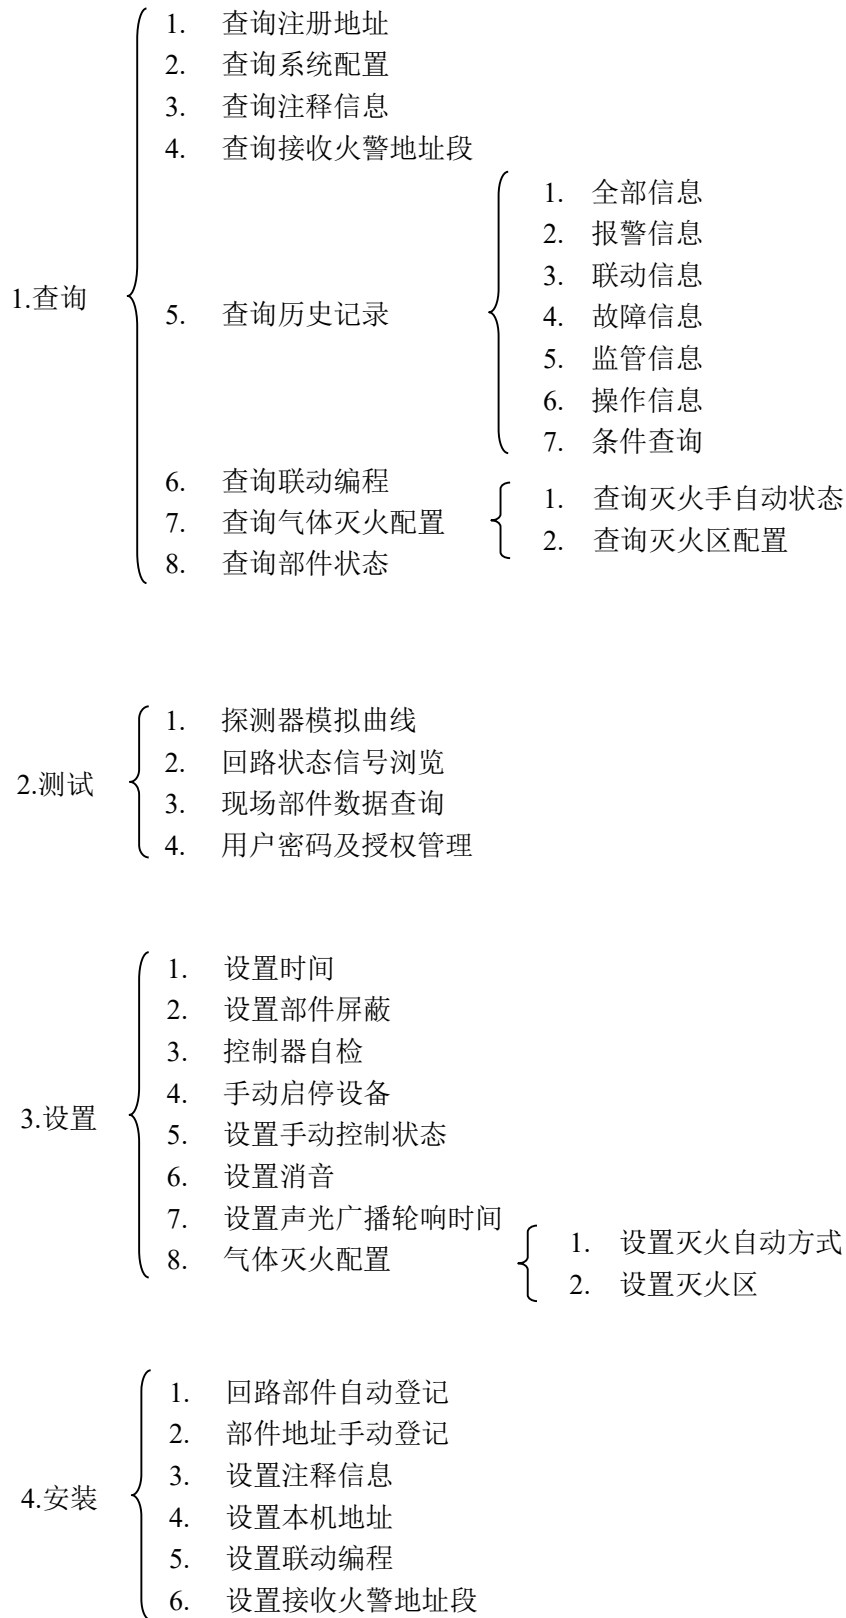 1.查询
1. 查询注册地址
2. 查询系统配置
3. 查询注释信息
4. 查询接收火警地址段
5. 查询历史记录
1. 全部信息
2. 报警信息
3. 联动信息
4. 故障信息
5. 监管信息
6. 操作信息
7. 条件查询
6. 查询联动编程
7. 查询气体灭火配置
1. 查询灭火手自动状态
2. 查询灭火区配置
8. 查询部件状态
2.测试
1. 探测器模拟曲线
2. 回路状态信号浏览
3. 现场部件数据查询
4. 用户密码及授权管理
3.设置
1. 设置时间
2. 设置部件屏蔽
3. 控制器自检
4. 手动启停设备
5. 设置手动控制状态
6. 设置消音
7. 设置声光广播轮响时间
8. 气体灭火配置
1. 设置灭火自动方式
2. 设置灭火区
4.安装
1. 回路部件自动登记
2. 部件地址手动登记
3. 设置注释信息
4. 设置本机地址
5. 设置联动编程
6. 设置接收火警地址段